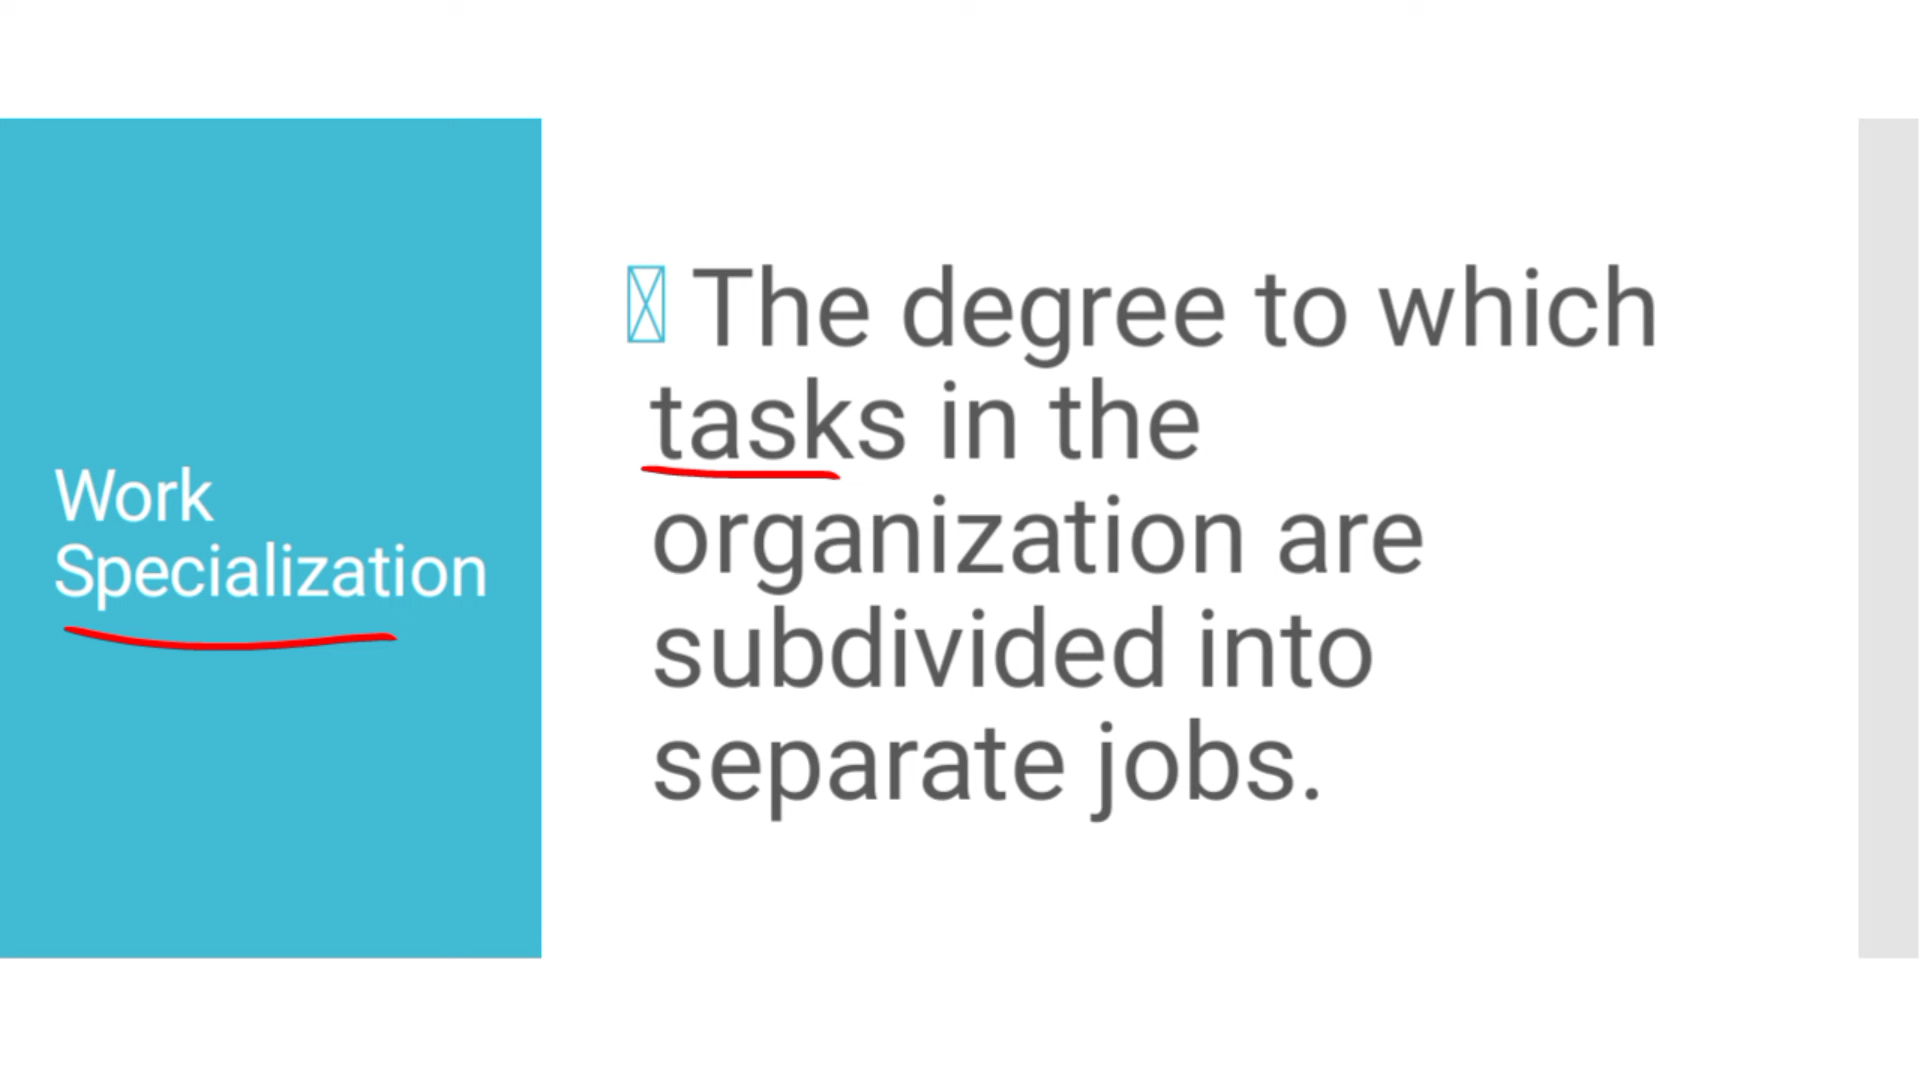 Work
Specialization
The degree to which
tasks in the
organization are
subdivided into
separate jobs.